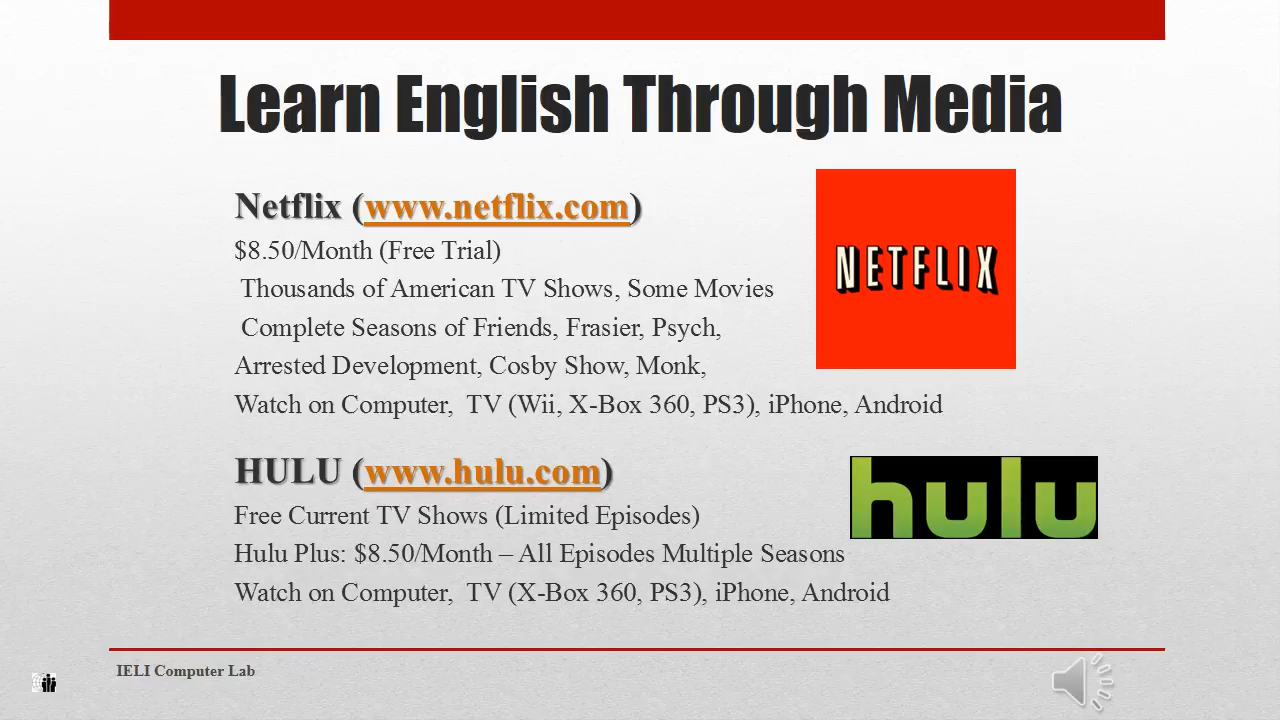 Learn English Through Media
Netflix (www.netflix.com)
$8.50/Month (Free Trial)
Thousands of American TV Shows, Some Movies
Complete Seasons of Friends, Frasier, Psych,
Arrested Development, Cosby Show, Monk,
Watch on Computer, TV (Wii, X-Box 360, PS3), iPhone, Android
NETFLIX
HULU (www.hulu.com)
Free Current TV Shows (Limited Episodes)
Hulu Plus: $8.50/Month – All Episodes Multiple Seasons
Watch on Computer, TV (X-Box 360, PS3), iPhone, Android
hulu
IELI Computer Lab